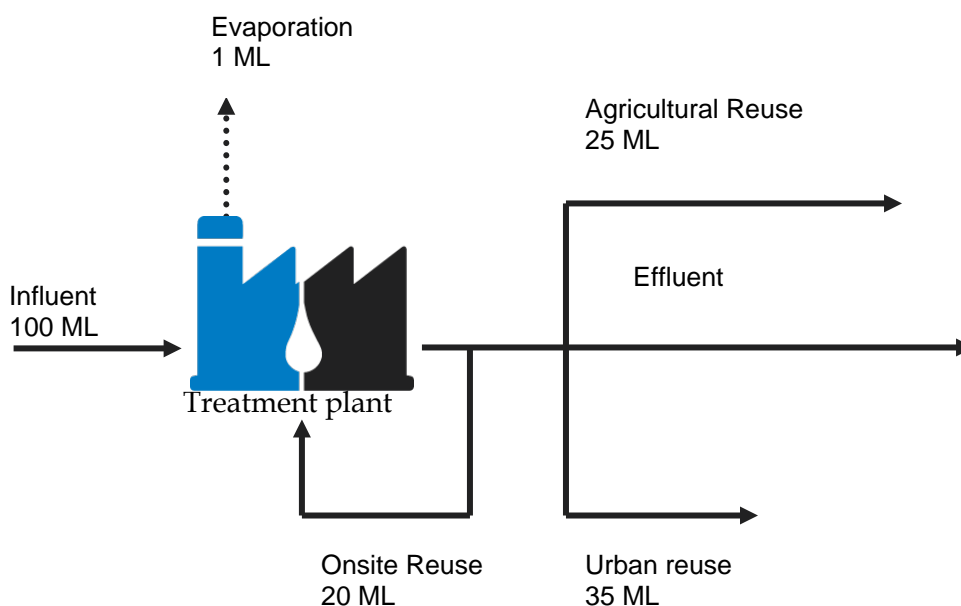 Evaporation
1 ML
Agricultural Reuse
25 ML
Effluent
Influent
100 ML
Treatment plant
Onsite Reuse
20 ML
Urban reuse
35 ML